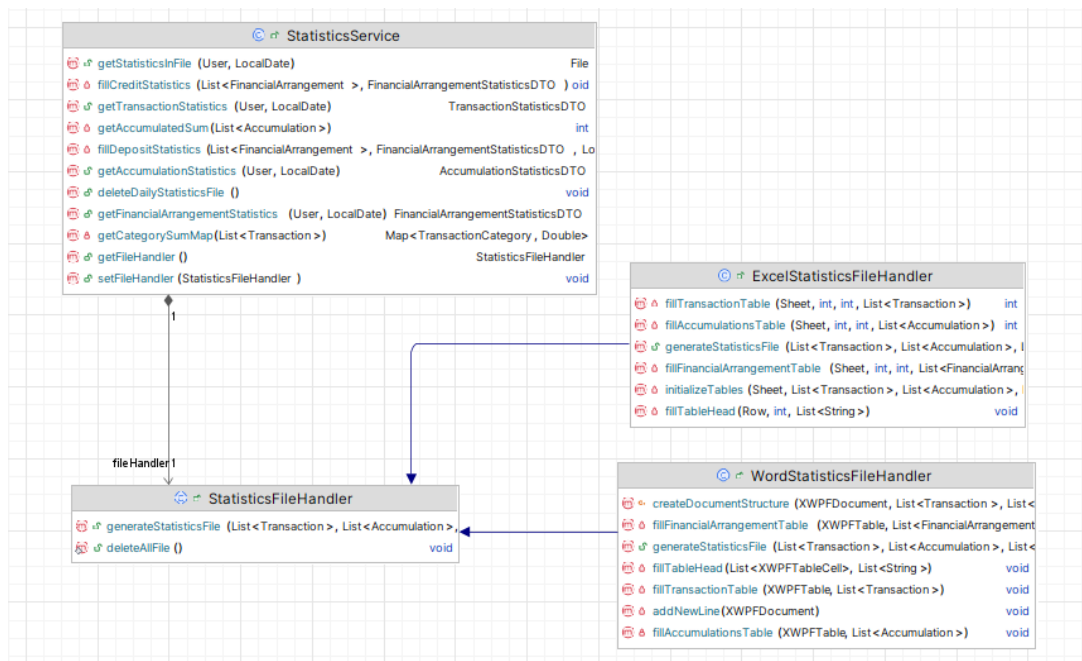 StatisticsService
getStatisticsInFile (User, LocalDate) File
fillCreditStatistics (List<FinancialArrangement >, FinancialArrangementStatisticsDTO ) oid
getTransactionStatistics (User, LocalDate) TransactionStatisticsDTO
getAccumulatedSum(List<Accumulation>) int
fillDepositStatistics (List<FinancialArrangement >, FinancialArrangementStatisticsDTO , Lo
getAccumulationStatistics (User, LocalDate) AccumulationStatisticsDTO
deleteDailyStatisticsFile () void
getFinancialArrangementStatistics (User, LocalDate) FinancialArrangementStatisticsDTO
getCategorySumMap(List<Transaction>) Map<TransactionCategory, Double>
getFileHandler () StatisticsFileHandler
setFileHandler (StatisticsFileHandler ) void
1
ExcelStatisticsFileHandler
fillTransactionTable (Sheet, int, int, List<Transaction>) int
fillAccumulationsTable (Sheet, int, int, List<Accumulation>) int
generateStatisticsFile (List<Transaction>, List<Accumulation>, L
fillFinancialArrangementTable (Sheet, int, int, List<FinancialArrang
initializeTables (Sheet, List<Transaction>, List<Accumulation>,
fillTableHead(Row, int, List<String>) void
fileHandler 1
StatisticsFileHandler
generateStatisticsFile (List<Transaction>, List<Accumulation>,
deleteAllFile () void
WordStatisticsFileHandler
createDocumentStructure (XWPFDocument, List<Transaction>, List<
fillFinancialArrangementTable (XWPFTable, List<FinancialArrangement
generateStatisticsFile (List<Transaction>, List<Accumulation>, List<
fillTableHead(List<XWPFTableCell>, List<String>) void
fillTransactionTable (XWPFTable, List<Transaction>) void
addNewLine(XWPFDocument) void
fillAccumulationsTable (XWPFTable, List<Accumulation>) void